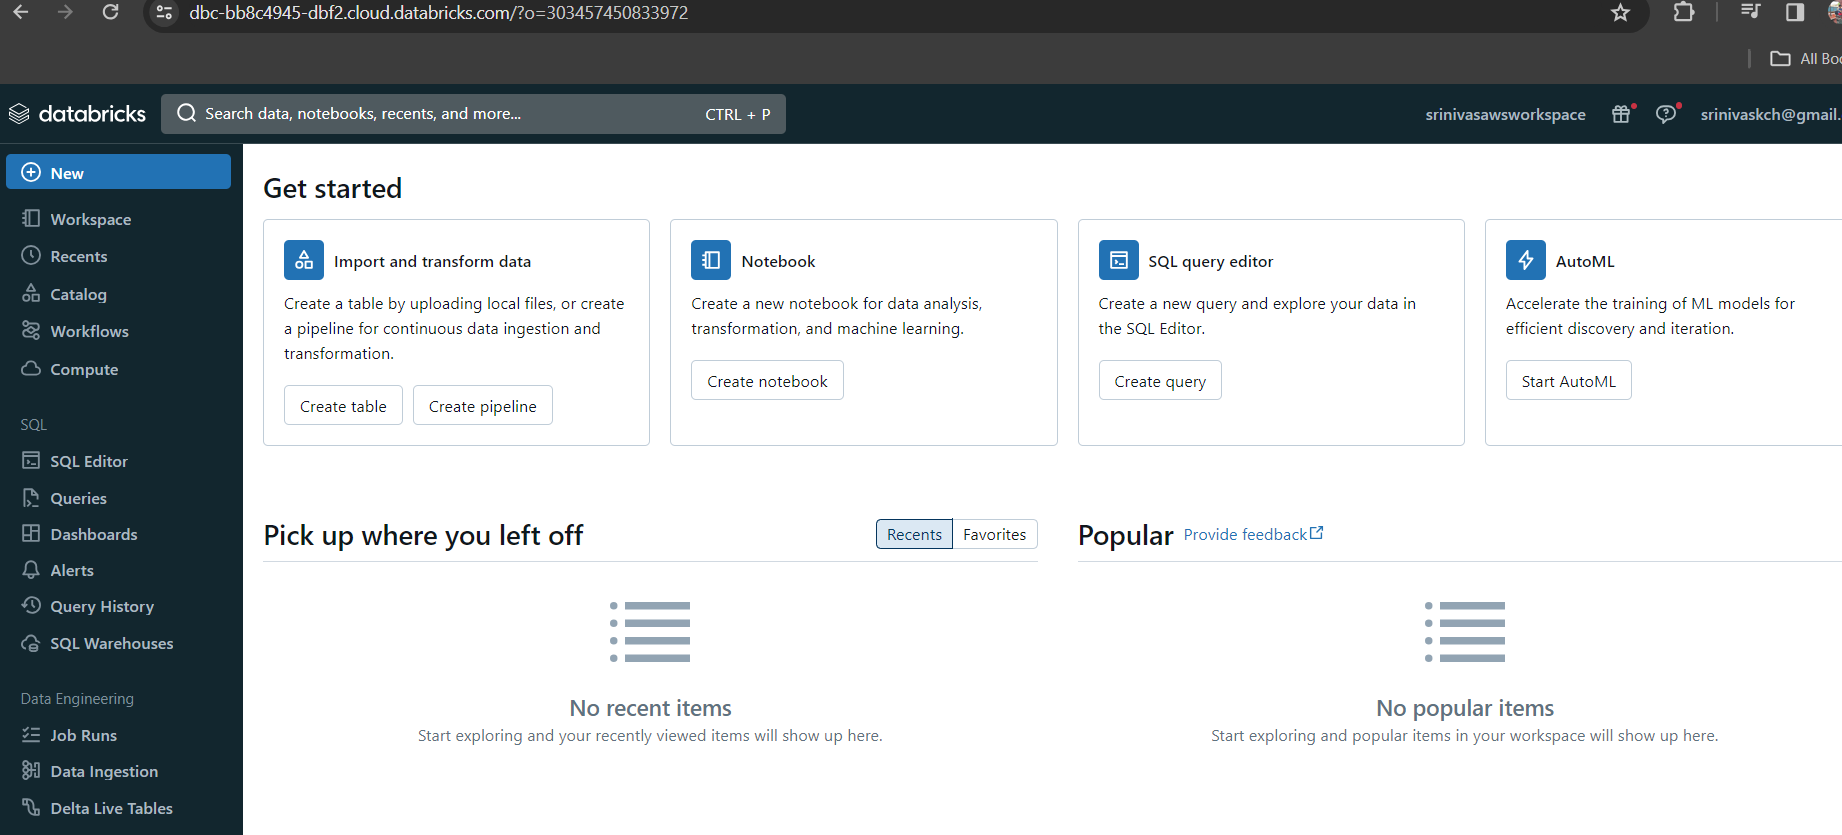 dbc-bb8c4945-dbf2.cloud.databricks.com/?o=303457450833972
All Boo
databricks
Search data, notebooks, recents, and more...
CTRL + P
srinivasawsworkspace
srinivaskch@gmail.
New
Workspace
Recents
Catalog
Workflows
Compute
SQL
SQL Editor
Queries
Dashboards
Alerts
Query History
SQL Warehouses
Data Engineering
Job Runs
Data Ingestion
Delta Live Tables
Get started
Import and transform data
Create a table by uploading local files, or create
a pipeline for continuous data ingestion and
transformation.
Create table
Create pipeline
Notebook
Create a new notebook for data analysis,
transformation, and machine learning.
Create notebook
SQL query editor
Create a new query and explore your data in
the SQL Editor.
Create query
AutoML
Accelerate the training of ML models for
efficient discovery and iteration.
Start AutoML
Pick up where you left off
Recents
Favorites
No recent items
Start exploring and your recently viewed items will show up here.
Popular
Provide feedback
No popular items
Start exploring and popular items in your workspace will show up here.